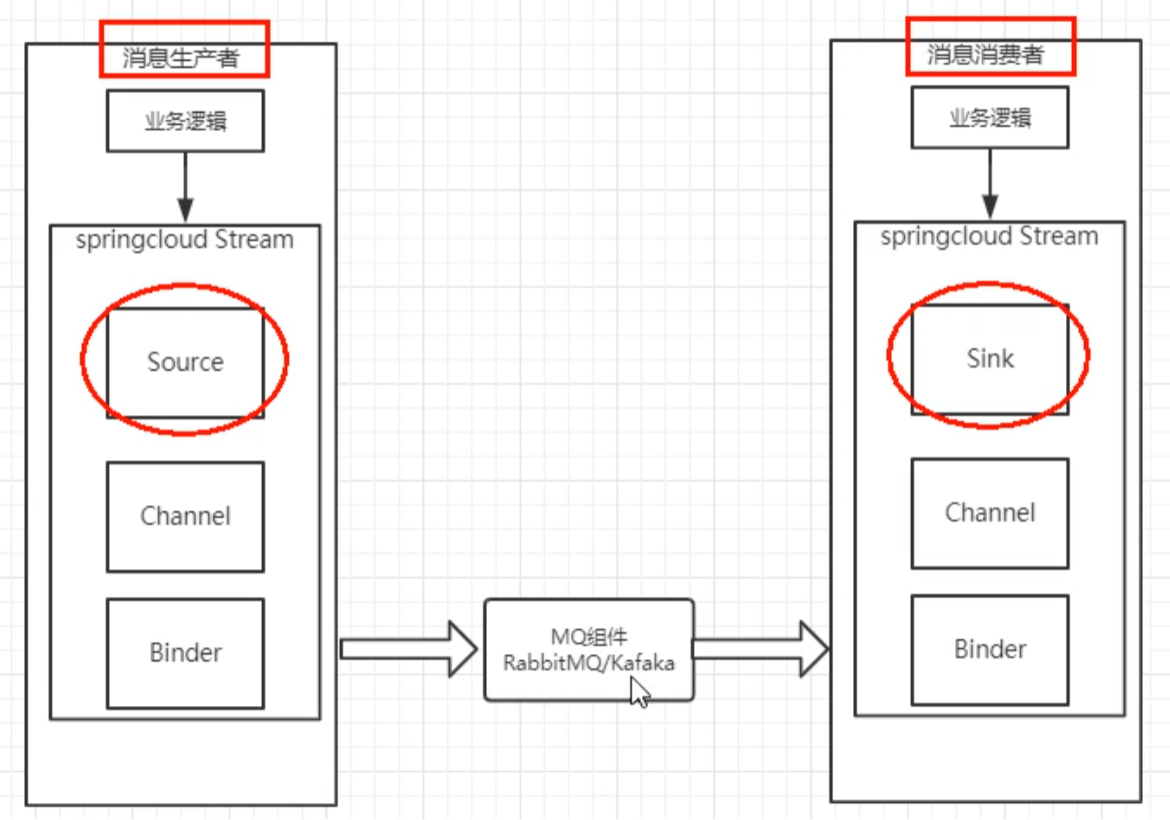 消息生产者
业务逻辑
springcloud Stream
Source
Channel
Binder
MQ组件
RabbitMQ/Kafaka
消息消费者
业务逻辑
springcloud Stream
Sink
Channel
Binder